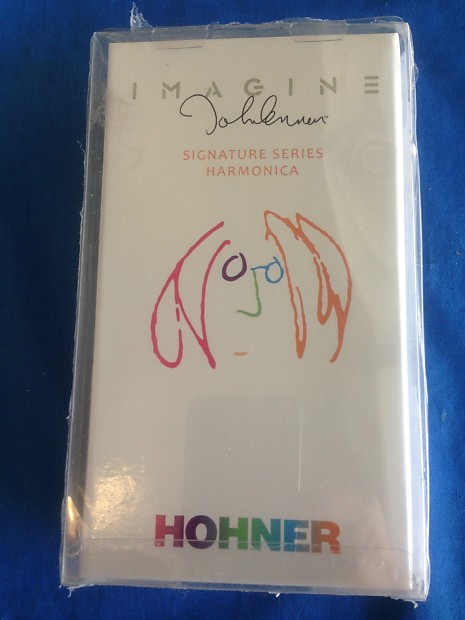 IMAGINE
John Lennon
SIGNATURE SERIES
HARMONICA
HOHNER